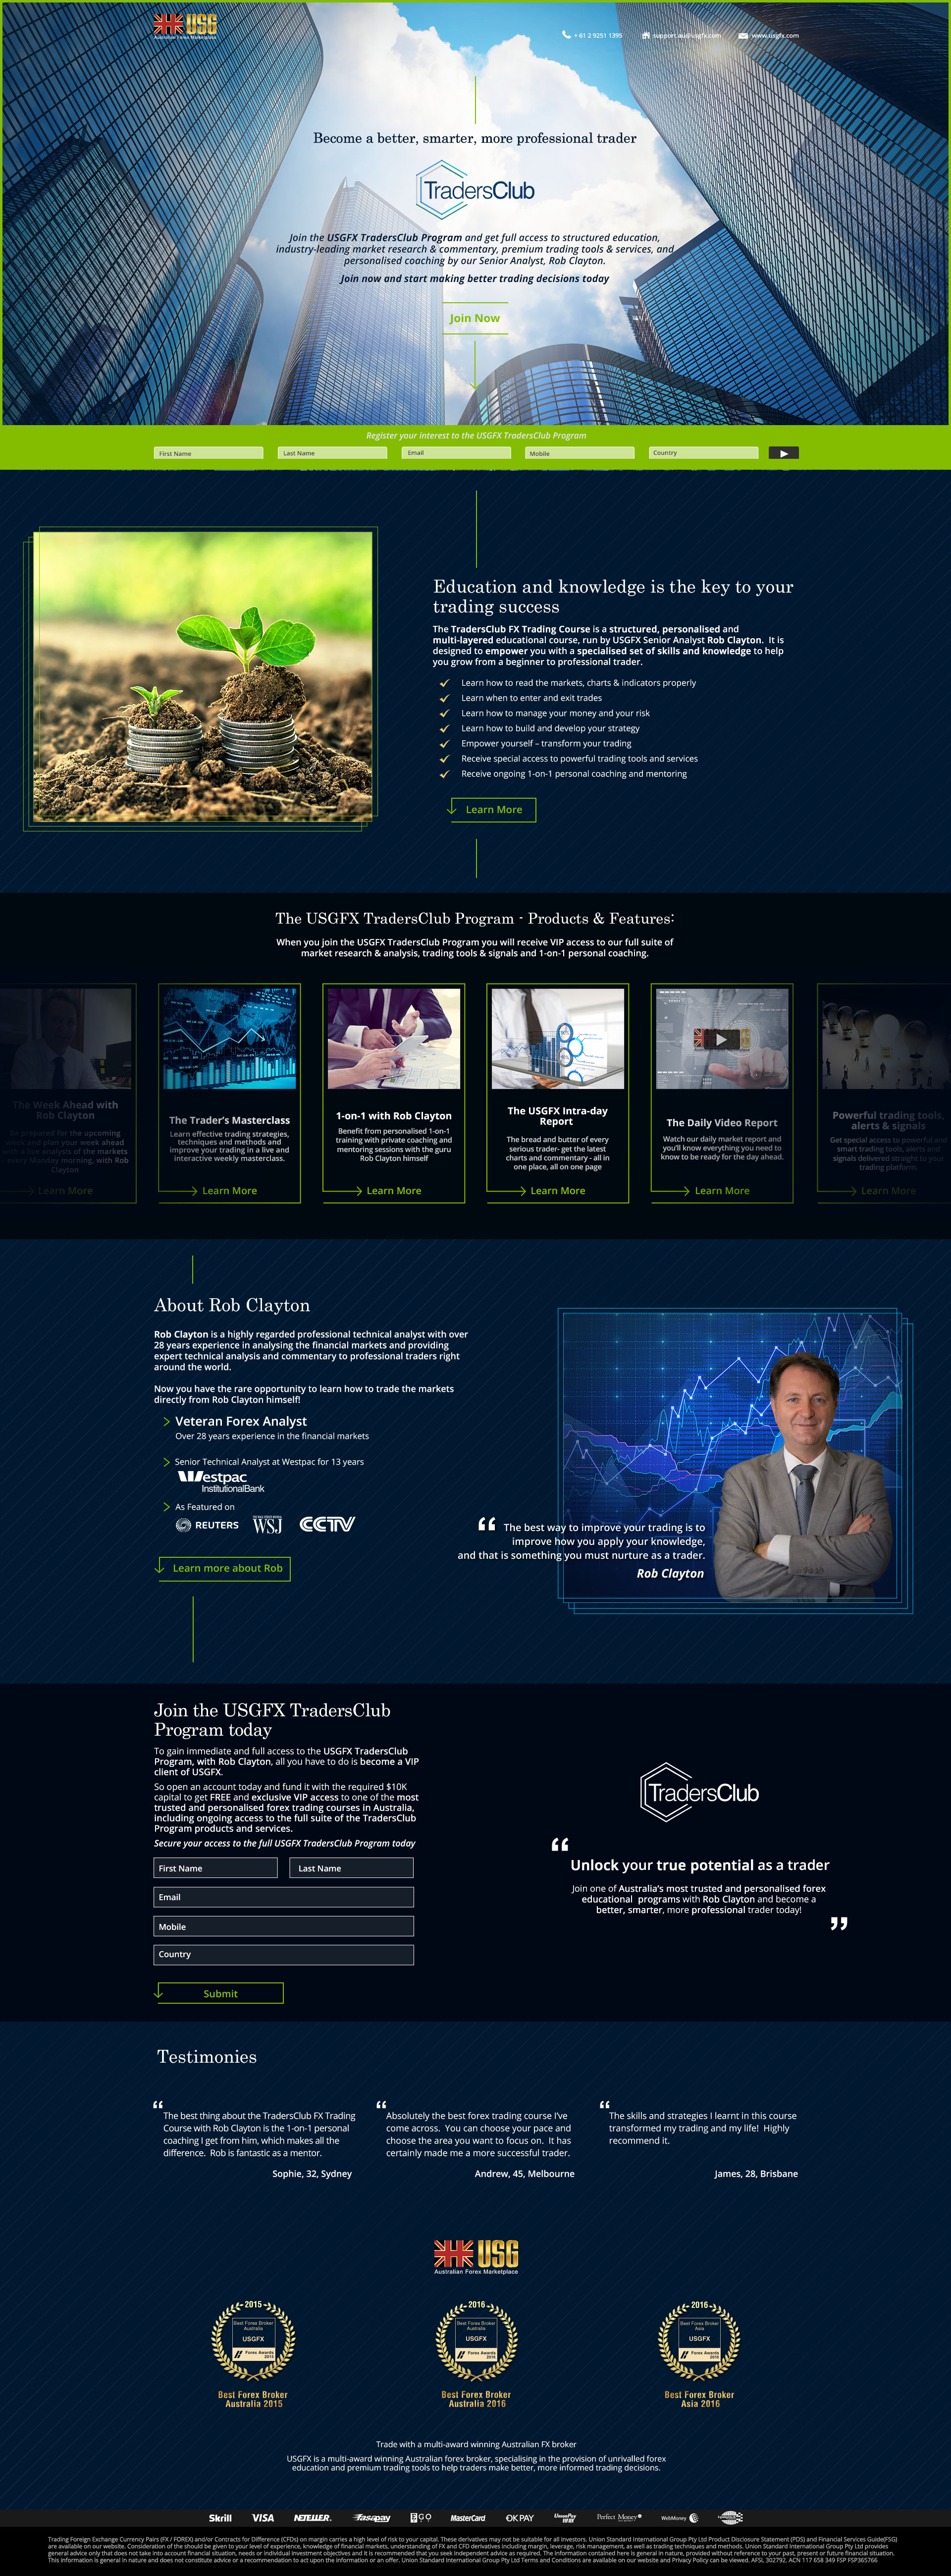 USG
Australian Forex Marketplace
+ 61 2 9251 1395
support.au@usgfx.com
www.usgfx.com
Become a better, smarter, more professional trader
TradersClub
Join the USGFX TradersClub Program and get full access to structured education,
industry-leading market research & commentary, premium trading tools & services, and
personalised coaching by our Senior Analyst, Rob Clayton.
Join now and start making better trading decisions today
Join Now
Register your interest to the USGFX TradersClub Program
First Name
Last Name
Email
Mobile
Country
Education and knowledge is the key to your
trading success
The TradersClub FX Trading Course is a structured, personalised and
multi-layered educational course, run by USGFX Senior Analyst Rob Clayton. It is
designed to empower you with a specialised set of skills and knowledge to help
you grow from a beginner to professional trader.
Learn how to read the markets, charts & indicators properly
Learn when to enter and exit trades
Learn how to manage your money and your risk
Learn how to build and develop your strategy
Empower yourself – transform your trading
Receive special access to powerful trading tools and services
Receive ongoing 1-on-1 personal coaching and mentoring
Learn More
The USGFX TradersClub Program - Products & Features:
When you join the USGFX TradersClub Program you will receive VIP access to our full suite of
market research & analysis, trading tools & signals and 1-on-1 personal coaching.
The Week Ahead with
Rob Clayton
prepared for the upcoming
and plan your week ahead
with a live analysis of the markets
every Monday morning, with Rob
Clayton
Learn More
The Trader's Masterclass
Learn effective trading strategies,
techniques and methods and
improve your trading in a live and
interactive weekly masterclass.
Learn More
1-on-1 with Rob Clayton
Benefit from personalised 1-on-1
training with private coaching and
mentoring sessions with the guru
Rob Clayton himself
Learn More
The USGFX Intra-day
Report
The bread and butter of every
serious trader- get the latest
charts and commentary - all in
one place, all on one page
Learn More
The Daily Video Report
Watch our daily market report and
you'll know everything you need to
know to be ready for the day ahead.
Learn More
Powerful trading tools,
alerts & signals
Get special access to powerful and
smart trading tools, alerts and
signals delivered straight to your
trading platform
Learn More
About Rob Clayton
Rob Clayton is a highly regarded professional technical analyst with over
28 years experience in analysing the financial markets and providing
expert technical analysis and commentary to professional traders right
around the world.
Now you have the rare opportunity to learn how to trade the markets
directly from Rob Clayton himself!
Veteran Forex Analyst
Over 28 years experience in the financial markets
Senior Technical Analyst at Westpac for 13 years
Westpac
InstitutionalBank
As Featured on
REUTERS
WSJ
CCTV
Learn more about Rob
“ The best way to improve your trading is to
improve how you apply your knowledge,
and that is something you must nurture as a trader.
Rob Clayton
Join the USGFX TradersClub
Program today
To gain immediate and full access to the USGFX TradersClub
Program, with Rob Clayton, all you have to do is become a VIP
client of USGFX.
So open an account today and fund it with the required $10K
capital to get FREE and exclusive VIP access to one of the most
trusted and personalised forex trading courses in Australia,
including ongoing access to the full suite of the TradersClub
Program products and services.
Secure your access to the full USGFX TradersClub Program today
First Name
Last Name
Email
Mobile
Country
Submit
TradersClub
“
Unlock your true potential as a trader
Join one of Australia's most trusted and personalised forex
educational programs with Rob Clayton and become a
better, smarter, more professional trader today!
”
Testimonies
“
The best thing about the TradersClub FX Trading
Course with Rob Clayton is the 1-on-1 personal
coaching I get from him, which makes all the
difference. Rob is fantastic as a mentor.
Sophie, 32, Sydney
“
Absolutely the best forex trading course I've
come across. You can choose your pace and
choose the area you want to focus on. It has
certainly made me a more successful trader.
Andrew, 45, Melbourne
“
The skills and strategies I learnt in this course
transformed my trading and my life! Highly
recommend it.
James, 28, Brisbane
USG
Australian Forex Marketplace
2015
Best Forex Broker
Australia
USGFX
Forex Awards
2015
Best Forex Broker
Australia 2015
2016
Best Forex Broker
Australia
USGFX
Forex Awards
2016
Best Forex Broker
Australia 2016
2016
Best Forex Broker
Asia
USGFX
Forex Awards
2016
Best Forex Broker
Asia 2016
Trade with a multi-award winning Australian FX broker
USGFX is a multi-award winning Australian forex broker, specialising in the provision of unrivalled forex
education and premium trading tools to help traders make better, more informed trading decisions.
Skrill
VISA
NETELLER
fasapay
EGO
MasterCard
OKPAY
UnionPay
Perfect Money
WebMoney
Trading Foreign Exchange Currency Pairs (FX / FOREX) and/or Contracts for Difference (CFDs) on margin carries a high level of risk to your capital. These derivatives may not be suitable for all investors. Union Standard International Group Pty Ltd Product Disclosure Statement (PDS) and Financial Services Guide(FSG)
are available on our website. Consideration of the should be given to your level of experience, knowledge of financial markets, understanding of FX and CFD derivatives including margin, leverage, risk management, as well as trading techniques and methods. Union Standard International Group Pty Ltd provides
general advice only that does not take into account financial situation, needs or individual investment objectives and It is recommended that you seek independent advice as required. The information contained here is general in nature, provided without reference to your past, present or future financial situation.
This information is general in nature and does not constitute advice or a recommendation to act upon the information or an offer. Union Standard International Group Pty Ltd Terms and Conditions are available on our website and Privacy Policy can be viewed. AFSL 302792, ACN 117 658 349 FSP FSP365766